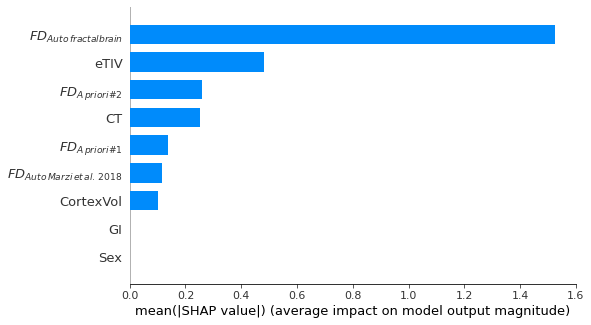 FD_Auto fractalbrain
eTIV
FD_A priori#2
CT
FD_A priori#1
FD_Auto Marzi et al. 2018
CortexVol
GI
Sex
0.0 0.2 0.4 0.6 0.8 1.0 1.2 1.4 1.6
mean(|SHAP value|) (average impact on model output magnitude)